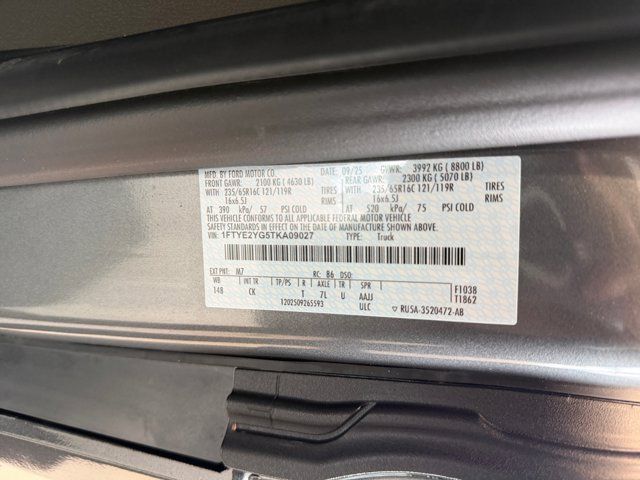 MFD. BY FORD MOTOR CO. DATE: 09/25 GVWR: 3992 KG ( 8800 LB)
FRONT GAWR: 2100 KG ( 4630 LB) REAR GAWR: 2300 KG ( 5070 LB)
WITH 235/65R16C 121/119R TIRES WITH 235/65R16C 121/119R TIRES
16x6.5J RIMS 16x6.5J RIMS
AT 390 kPa/ 57 PSI COLD AT 520 kPa/ 75 PSI COLD
THIS VEHICLE CONFORMS TO ALL APPLICABLE FEDERAL MOTOR VEHICLE
SAFETY STANDARDS IN EFFECT ON THE DATE OF MANUFACTURE SHOWN ABOVE.
VIN: 1FTYE2YG5TKA09027 TYPE: Truck
EXT PNT: M7 RC: B6 DSO:
WB INT TR TP/PS R AXLE TR SPR F1038
148 CK T 7L U AAJJ T1862
1202509265593 ULC ▽ RU5A-3520472-AB